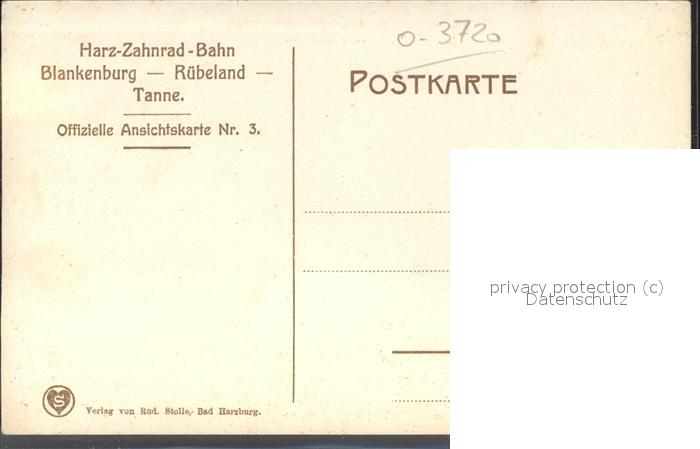 Harz-Zahnrad-Bahn
Blankenburg — Rübeland —
Tanne.
Offizielle Ansichtskarte Nr. 3.
O-3720
POSTKARTE
privacy protection (c)
Datenschutz
S
Verlag von Rud. Stolle, Bad Harzburg.